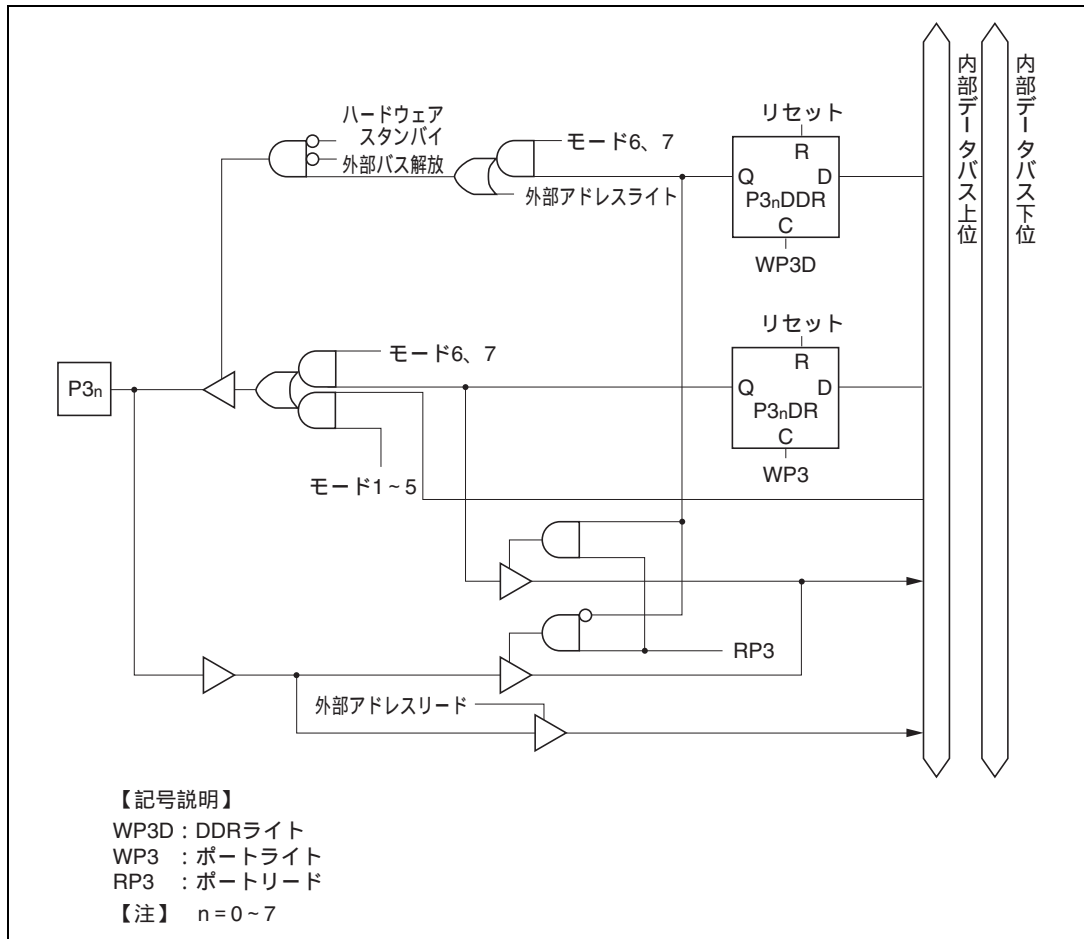 ハードウェア
スタンバイ
外部バス解放
モード6、7
外部アドレスライト
リセット
R
Q D
P3nDDR
C
WP3D
内部データバス上位
内部データバス下位
P3n
モード6、7
モード1~5
リセット
R
Q D
P3nDR
C
WP3
RP3
外部アドレスリード
【記号説明】
WP3D:DDRライト
WP3 :ポートライト
RP3 :ポートリード
【注】 n = 0~7